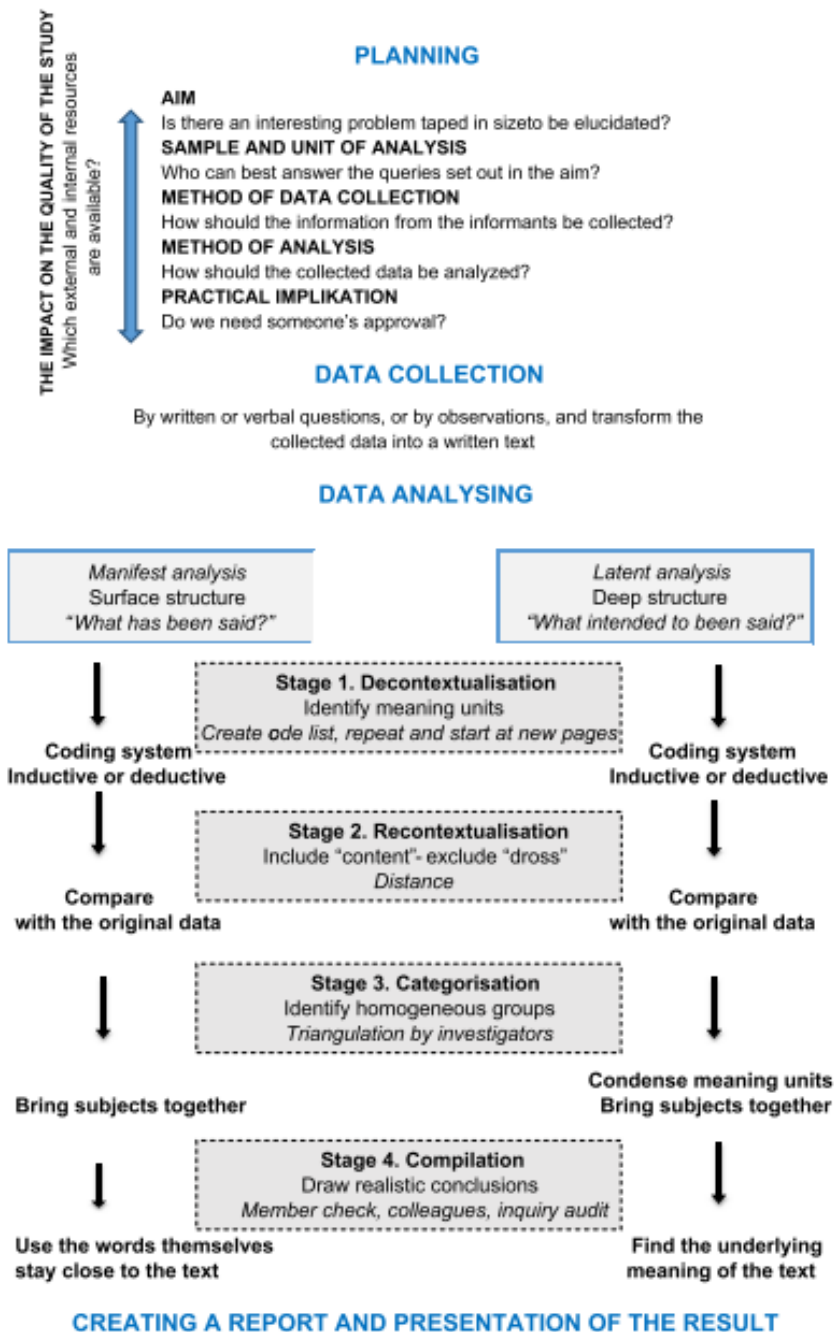 THE IMPACT ON THE QUALITY OF THE STUDY
Which external and internal resources
are available?
PLANNING
AIM
Is there an interesting problem taped in sizeto be elucidated?
SAMPLE AND UNIT OF ANALYSIS
Who can best answer the queries set out in the aim?
METHOD OF DATA COLLECTION
How should the information from the informants be collected?
METHOD OF ANALYSIS
How should the collected data be analyzed?
PRACTICAL IMPLIKATION
Do we need someone's approval?
DATA COLLECTION
By written or verbal questions, or by observations, and transform the
collected data into a written text
DATA ANALYSING
Manifest analysis
Surface structure
"What has been said?"
Latent analysis
Deep structure
"What intended to been said?"
Stage 1. Decontextualisation
Identify meaning units
Create ode list, repeat and start at new pages
Coding system
Inductive or deductive
Coding system
Inductive or deductive
Stage 2. Recontextualisation
Include "content"- exclude "dross"
Distance
Compare
with the original data
Compare
with the original data
Stage 3. Categorisation
Identify homogeneous groups
Triangulation by investigators
Bring subjects together
Condense meaning units
Bring subjects together
Stage 4. Compilation
Draw realistic conclusions
Member check, colleagues, inquiry audit
Use the words themselves
stay close to the text
Find the underlying
meaning of the text
CREATING A REPORT AND PRESENTATION OF THE RESULT